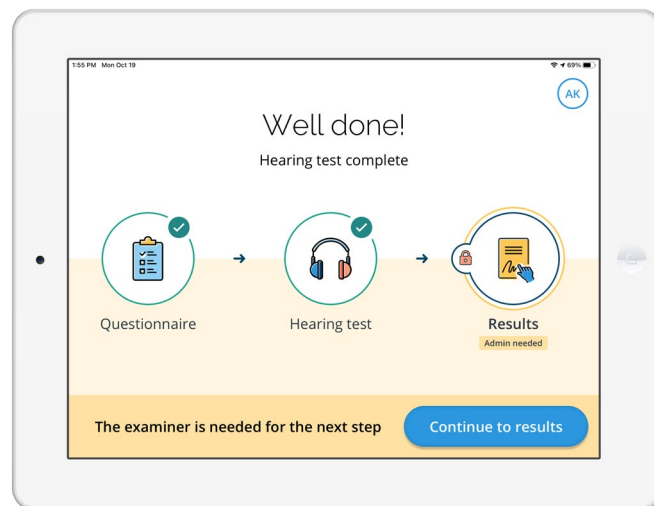 1:55 PM Mon Oct 19
69%
AK
Well done!
Hearing test complete
Questionnaire
Hearing test
Results
Admin needed
The examiner is needed for the next step
Continue to results